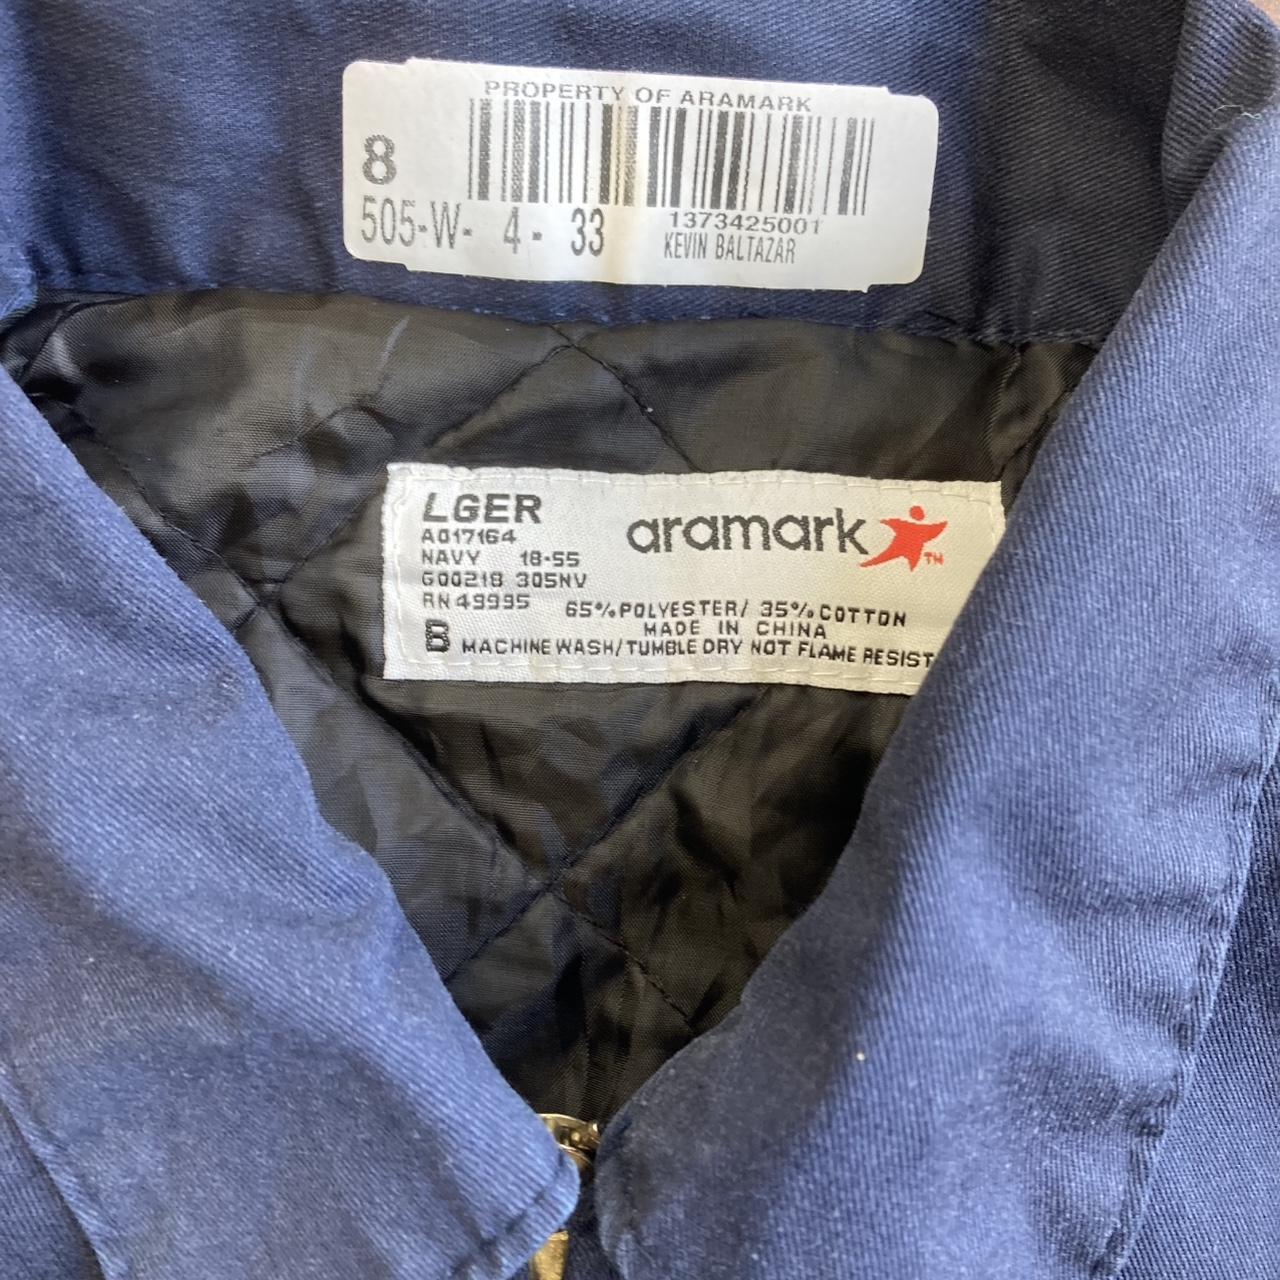 PROPERTY OF ARAMARK
8
505-W- 4 - 33
1373425001
KEVIN BALTAZAR
LGER
aramark TM
A017164
NAVY 18-55
G00218 305NV
RN 49995
65% POLYESTER/ 35% COTTON
MADE IN CHINA
B MACHINE WASH/TUMBLE DRY NOT FLAME RESIST